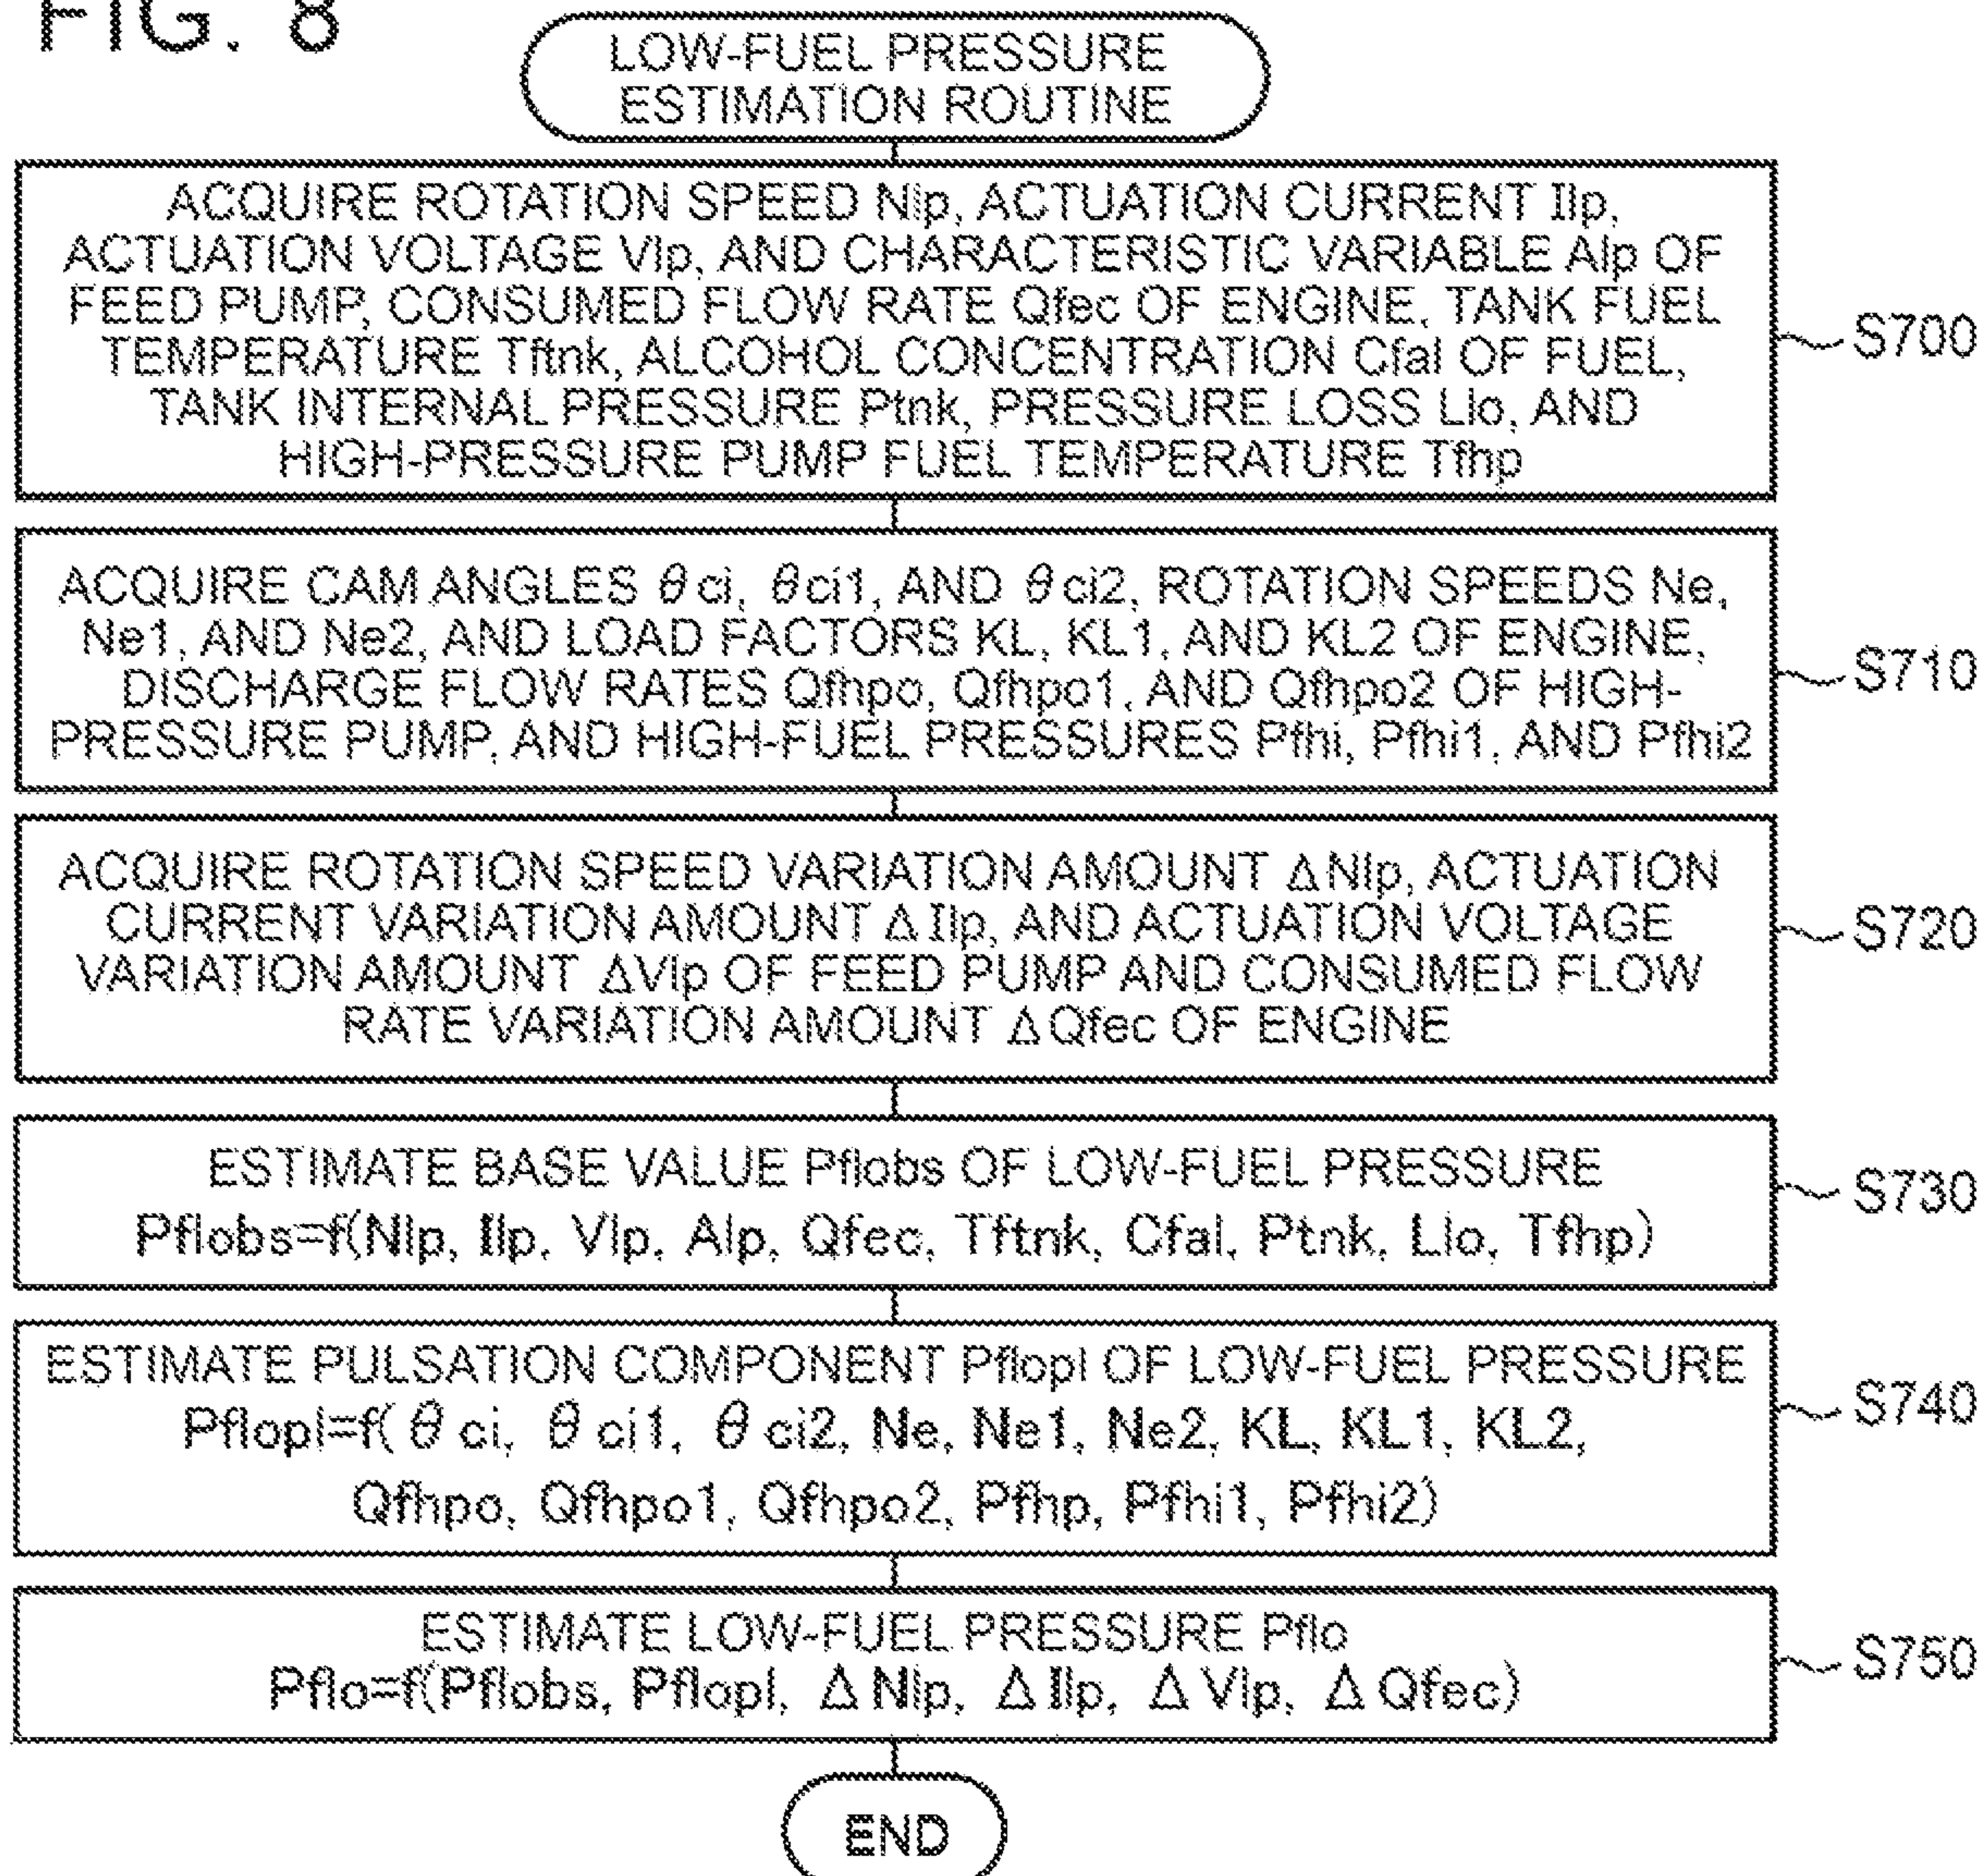 FIG. 8
LOW-FUEL PRESSURE
ESTIMATION ROUTINE
ACQUIRE ROTATION SPEED Nlp, ACTUATION CURRENT Ilp,
ACTUATION VOLTAGE Vlp, AND CHARACTERISTIC VARIABLE Alp OF
FEED PUMP, CONSUMED FLOW RATE Qfec OF ENGINE, TANK FUEL
TEMPERATURE Tftnk, ALCOHOL CONCENTRATION Cfal OF FUEL,
TANK INTERNAL PRESSURE Ptnk, PRESSURE LOSS Llo, AND
HIGH-PRESSURE PUMP FUEL TEMPERATURE Tfhp
S700
ACQUIRE CAM ANGLES θci, θci1, AND θci2, ROTATION SPEEDS Ne,
Ne1, AND Ne2, AND LOAD FACTORS KL, KL1, AND KL2 OF ENGINE,
DISCHARGE FLOW RATES Qfhpo, Qfhpo1, AND Qfhpo2 OF HIGH-
PRESSURE PUMP, AND HIGH-FUEL PRESSURES Pfhi, Pfhi1, AND Pfhi2
S710
ACQUIRE ROTATION SPEED VARIATION AMOUNT ΔNlp, ACTUATION
CURRENT VARIATION AMOUNT ΔIlp, AND ACTUATION VOLTAGE
VARIATION AMOUNT ΔVlp OF FEED PUMP AND CONSUMED FLOW
RATE VARIATION AMOUNT ΔQfec OF ENGINE
S720
ESTIMATE BASE VALUE Pflobs OF LOW-FUEL PRESSURE
Pflobs=f(Nlp, Ilp, Vlp, Alp, Qfec, Tftnk, Cfal, Ptnk, Llo, Tfhp)
S730
ESTIMATE PULSATION COMPONENT Pflopl OF LOW-FUEL PRESSURE
Pflopl=f(θci, θci1, θci2, Ne, Ne1, Ne2, KL, KL1, KL2,
Qfhpo, Qfhpo1, Qfhpo2, Pfhp, Pfhi1, Pfhi2)
S740
ESTIMATE LOW-FUEL PRESSURE Pflo
Pflo=f(Pflobs, Pflopl, ΔNlp, ΔIlp, ΔVlp, ΔQfec)
S750
END